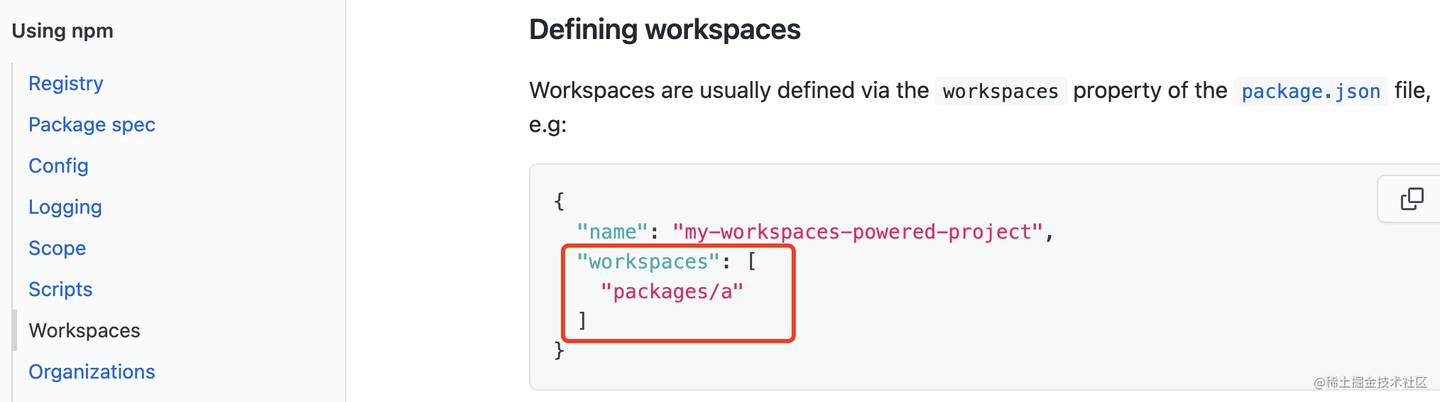 Using npm
Registry
Package spec
Config
Logging
Scope
Scripts
Workspaces
Organizations
Defining workspaces
Workspaces are usually defined via the workspaces property of the package.json file,
e.g:
{
"name": "my-workspaces-powered-project",
"workspaces": [
"packages/a"
]
}
@稀土掘金技术社区